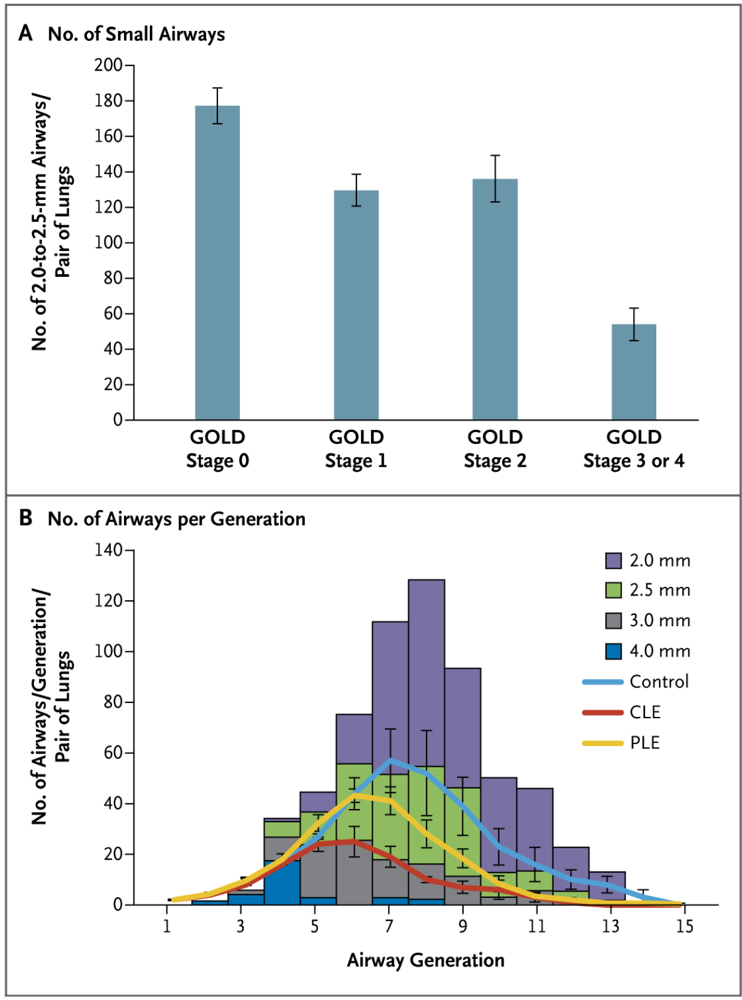 A No. of Small Airways
No. of 2.0-to-2.5-mm Airways/
Pair of Lungs
200
180
160
140
120
100
80
60
40
20
0
GOLD
Stage 0
GOLD
Stage 1
GOLD
Stage 2
GOLD
Stage 3 or 4
B No. of Airways per Generation
No. of Airways/Generation/
Pair of Lungs
140
120
100
80
60
40
20
0
2.0 mm
2.5 mm
3.0 mm
4.0 mm
Control
CLE
PLE
1 3 5 7 9 11 13 15
Airway Generation